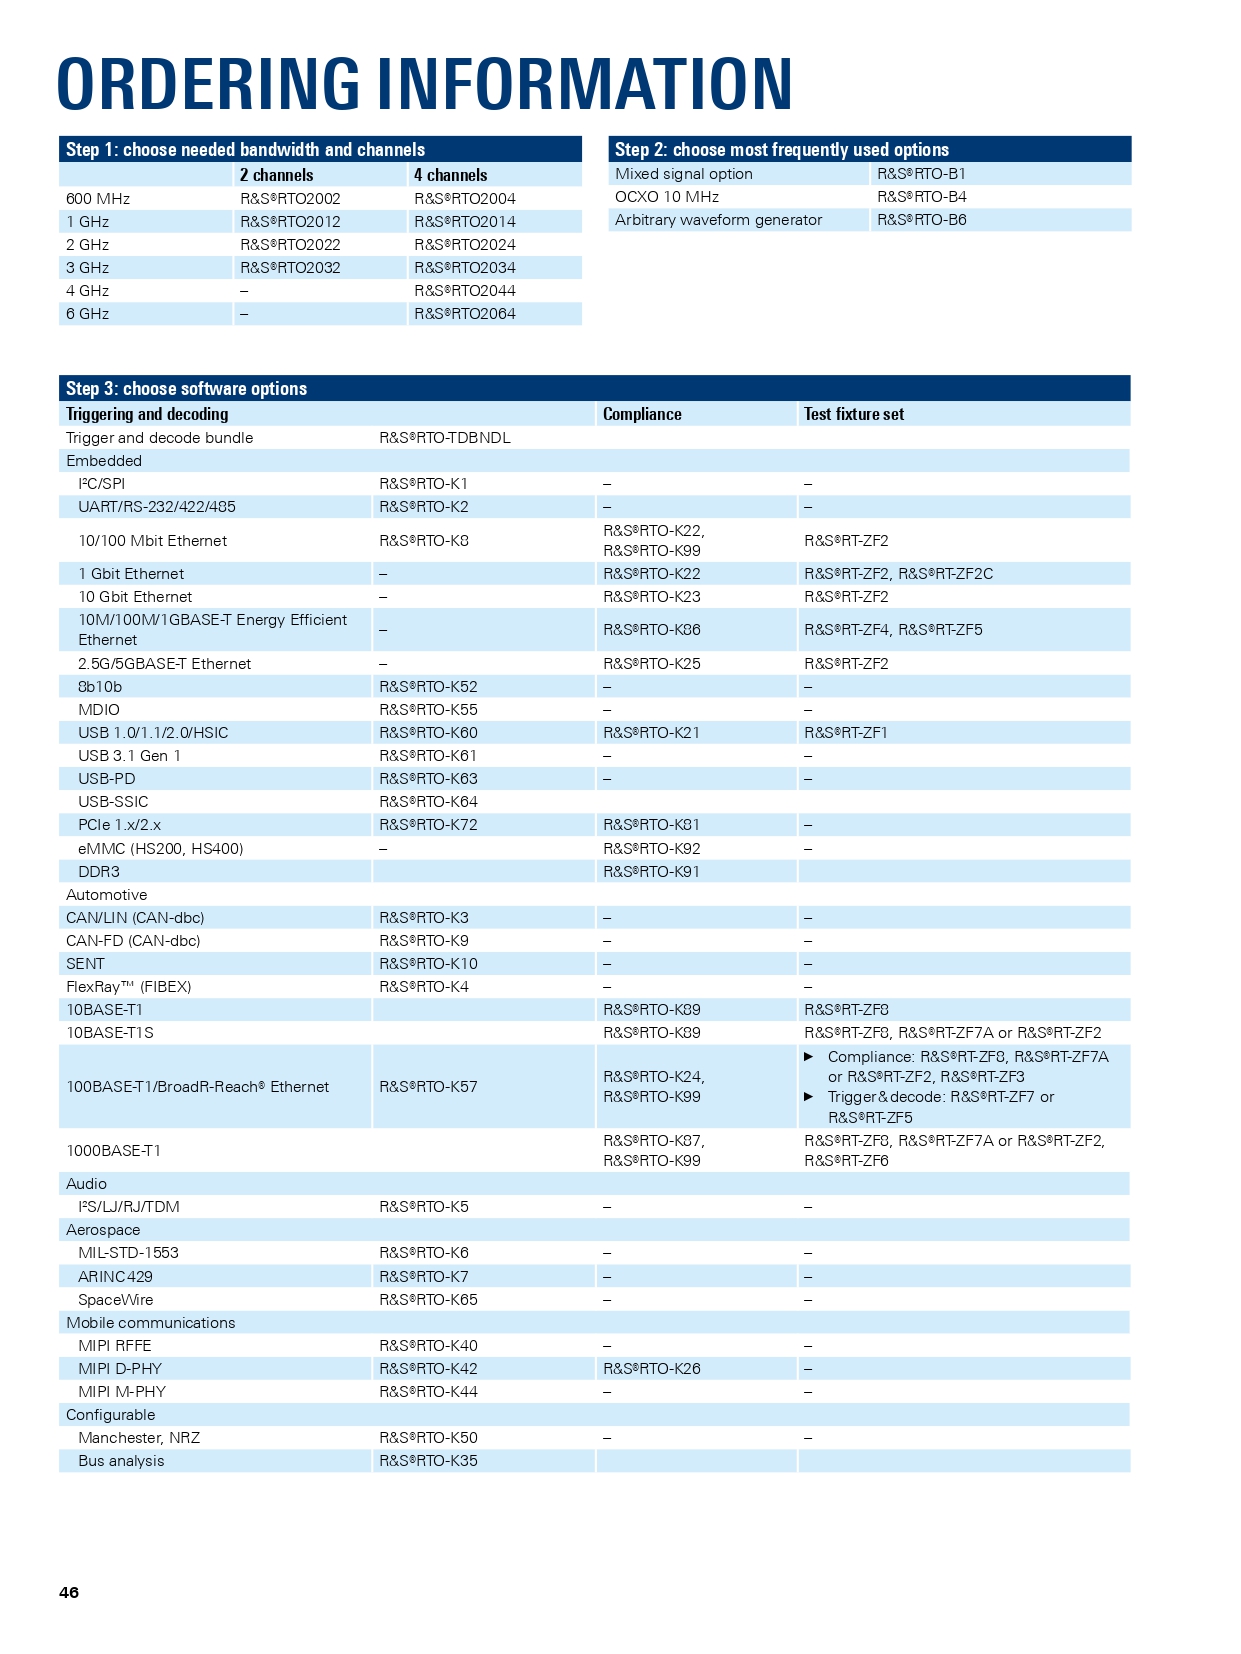 ORDERING INFORMATION
Step 1: choose needed bandwidth and channels
2 channels 4 channels
600 MHz R&S®RTO2002 R&S®RTO2004
1 GHz R&S®RTO2012 R&S®RTO2014
2 GHz R&S®RTO2022 R&S®RTO2024
3 GHz R&S®RTO2032 R&S®RTO2034
4 GHz – R&S®RTO2044
6 GHz – R&S®RTO2064
Step 2: choose most frequently used options
Mixed signal option R&S®RTO-B1
OCXO 10 MHz R&S®RTO-B4
Arbitrary waveform generator R&S®RTO-B6
Step 3: choose software options
Triggering and decoding Compliance Test fixture set
Trigger and decode bundle R&S®RTO-TDBNDL
Embedded
I²C/SPI R&S®RTO-K1 – –
UART/RS-232/422/485 R&S®RTO-K2 – –
10/100 Mbit Ethernet R&S®RTO-K8 R&S®RTO-K22,
R&S®RTO-K99 R&S®RT-ZF2
1 Gbit Ethernet – R&S®RTO-K22 R&S®RT-ZF2, R&S®RT-ZF2C
10 Gbit Ethernet – R&S®RTO-K23 R&S®RT-ZF2
10M/100M/1GBASE-T Energy Efficient
Ethernet – R&S®RTO-K86 R&S®RT-ZF4, R&S®RT-ZF5
2.5G/5GBASE-T Ethernet – R&S®RTO-K25 R&S®RT-ZF2
8b10b R&S®RTO-K52 – –
MDIO R&S®RTO-K55 – –
USB 1.0/1.1/2.0/HSIC R&S®RTO-K60 R&S®RTO-K21 R&S®RT-ZF1
USB 3.1 Gen 1 R&S®RTO-K61 – –
USB-PD R&S®RTO-K63 – –
USB-SSIC R&S®RTO-K64
PCIe 1.x/2.x R&S®RTO-K72 R&S®RTO-K81 –
eMMC (HS200, HS400) – R&S®RTO-K92 –
DDR3 R&S®RTO-K91
Automotive
CAN/LIN (CAN-dbc) R&S®RTO-K3 – –
CAN-FD (CAN-dbc) R&S®RTO-K9 – –
SENT R&S®RTO-K10 – –
FlexRay™ (FIBEX) R&S®RTO-K4 – –
10BASE-T1 R&S®RTO-K89 R&S®RT-ZF8
10BASE-T1S R&S®RTO-K89 R&S®RT-ZF8, R&S®RT-ZF7A or R&S®RT-ZF2
100BASE-T1/BroadR-Reach® Ethernet R&S®RTO-K57 R&S®RTO-K24,
R&S®RTO-K99
► Compliance: R&S®RT-ZF8, R&S®RT-ZF7A
or R&S®RT-ZF2, R&S®RT-ZF3
► Trigger & decode: R&S®RT-ZF7 or
R&S®RT-ZF5
1000BASE-T1 R&S®RTO-K87,
R&S®RTO-K99
R&S®RT-ZF8, R&S®RT-ZF7A or R&S®RT-ZF2,
R&S®RT-ZF6
Audio
I²S/LJ/RJ/TDM R&S®RTO-K5 – –
Aerospace
MIL-STD-1553 R&S®RTO-K6 – –
ARINC 429 R&S®RTO-K7 – –
SpaceWire R&S®RTO-K65 – –
Mobile communications
MIPI RFFE R&S®RTO-K40 – –
MIPI D-PHY R&S®RTO-K42 R&S®RTO-K26 –
MIPI M-PHY R&S®RTO-K44 – –
Configurable
Manchester, NRZ R&S®RTO-K50 – –
Bus analysis R&S®RTO-K35
46